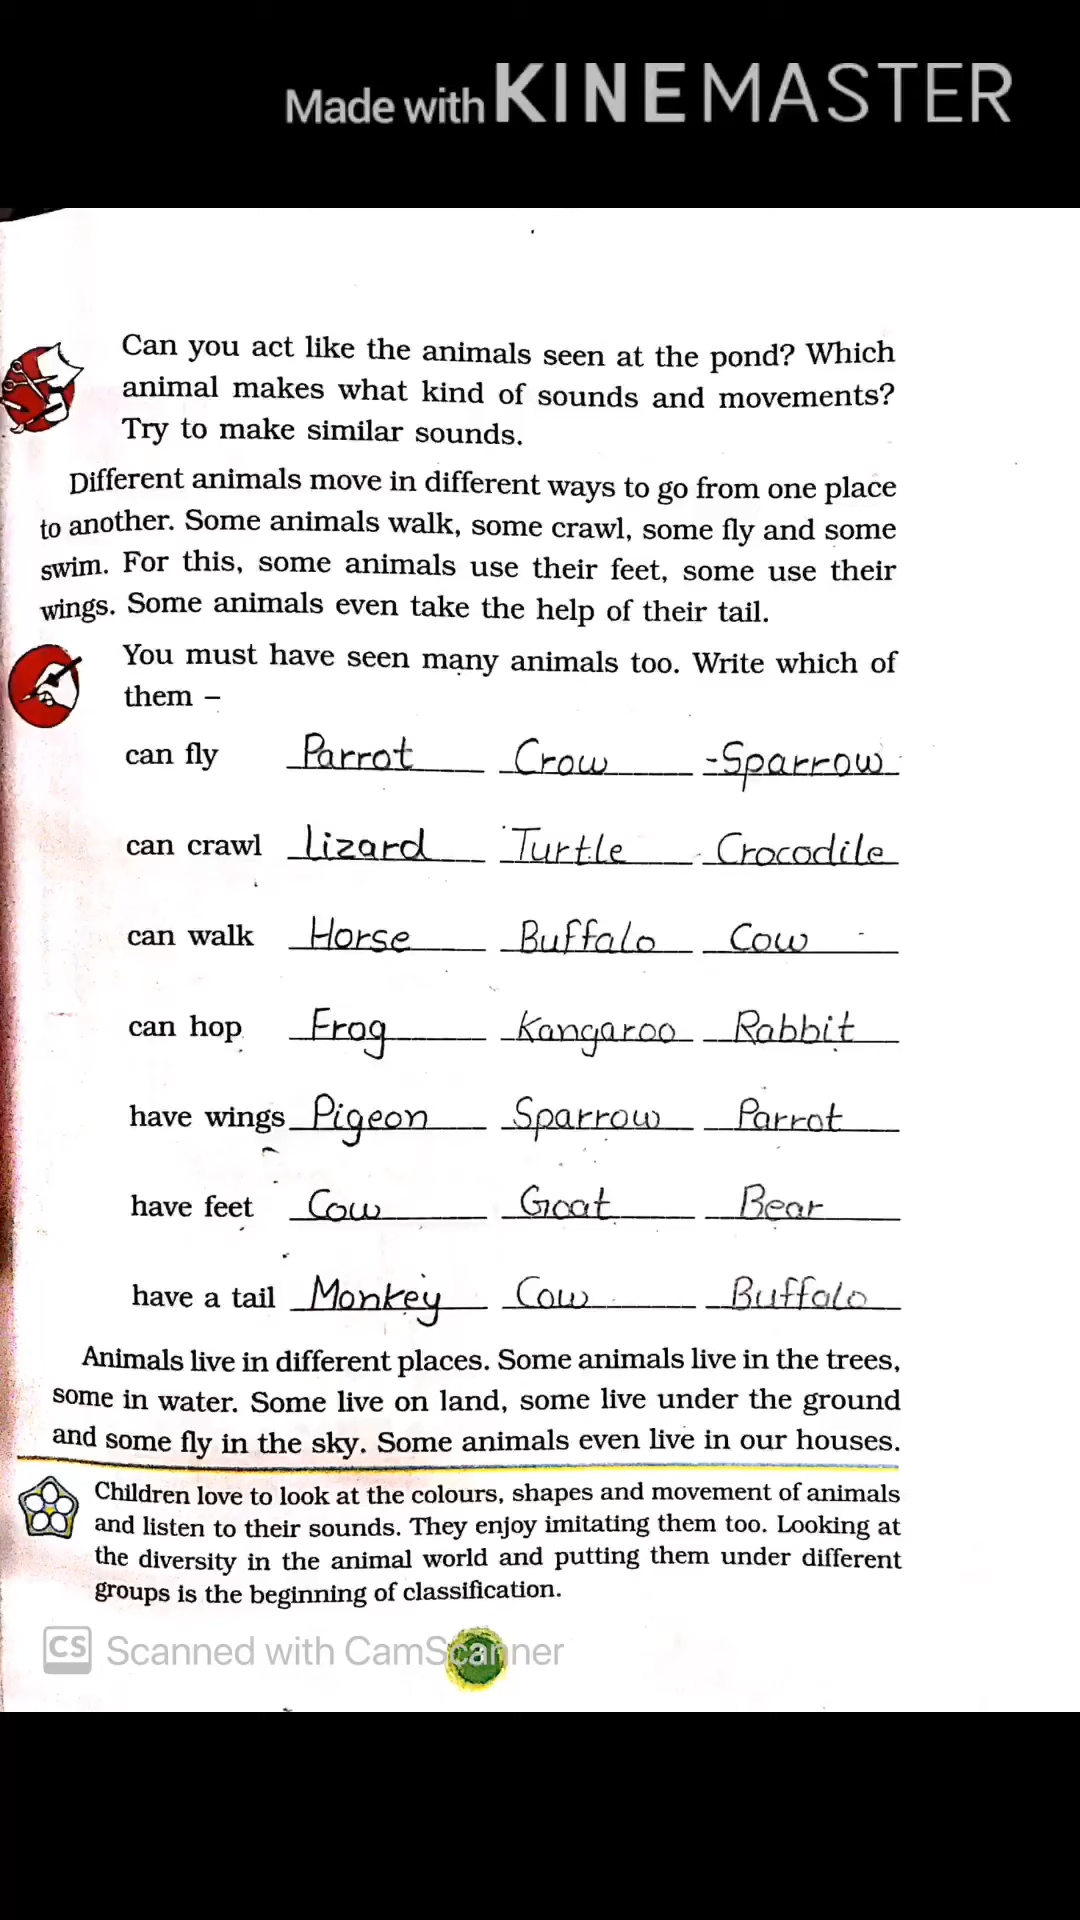 Made with KINEMASTER
Can you act like the animals seen at the pond? Which
animal makes what kind of sounds and movements?
Try to make similar sounds.
Different animals move in different ways to go from one place
to another. Some animals walk, some crawl, some fly and some
swim. For this, some animals use their feet, some use their
wings. Some animals even take the help of their tail.
You must have seen many animals too. Write which of
them –
can fly Parrot Crow -Sparrow
can crawl lizard Turtle Crocodile
can walk Horse Buffalo Cow
can hop Frog Kangaroo Rabbit
have wings Pigeon Sparrow Parrot
have feet Cow Goat Bear
have a tail Monkey Cow Buffalo
Animals live in different places. Some animals live in the trees,
some in water. Some live on land, some live under the ground
and some fly in the sky. Some animals even live in our houses.
Children love to look at the colours, shapes and movement of animals
and listen to their sounds. They enjoy imitating them too. Looking at
the diversity in the animal world and putting them under different
groups is the beginning of classification.
CS Scanned with CamScanner